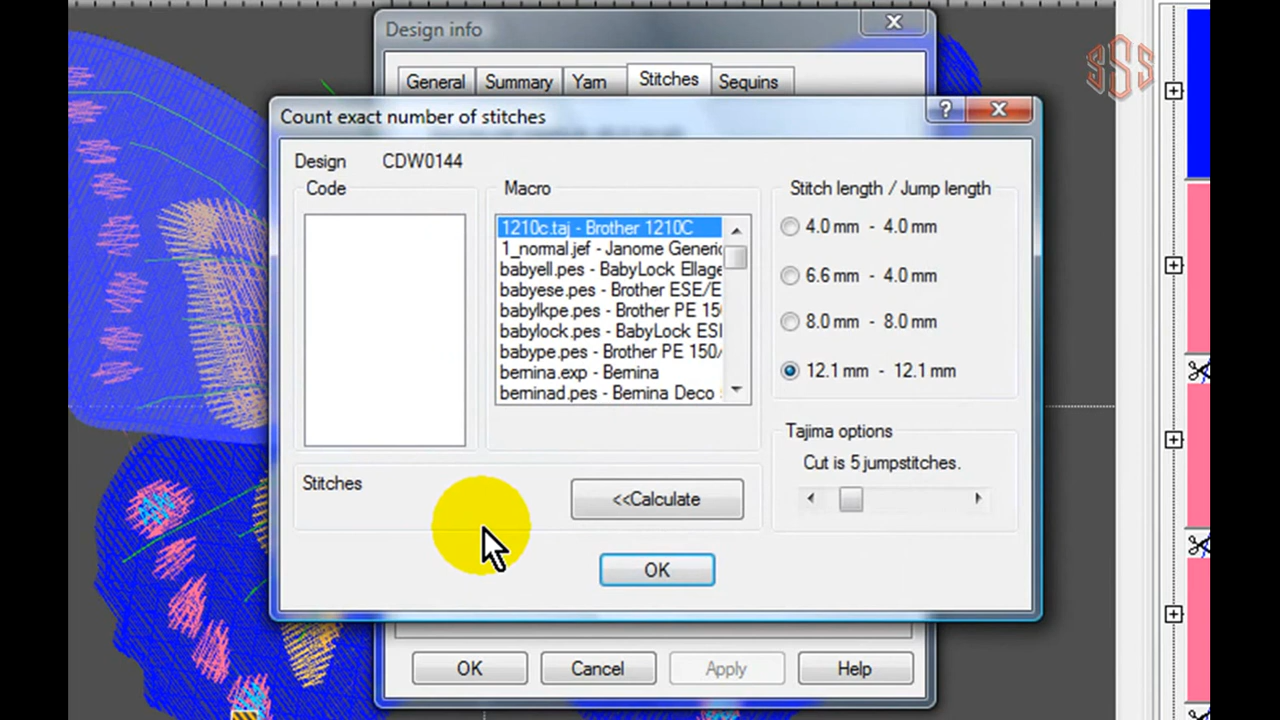 SSS
Design info
General Summary Yarn Stitches Sequins
Count exact number of stitches
Design CDW0144
Code
Macro
Stitch length / Jump length
1210c.taj - Brother 1210C
1_normal.jef - Janome Generic
babyell.pes - BabyLock Ellage
babyese.pes - Brother ESE/E
babylkpe.pes - Brother PE 150
babylock.pes - BabyLock ESI
babype.pes - Brother PE 150/
bernina.exp - Bernina
berninad.pes - Bernina Deco
4.0 mm - 4.0 mm
6.6 mm - 4.0 mm
8.0 mm - 8.0 mm
12.1 mm - 12.1 mm
Tajima options
Cut is 5 jumpstitches.
Stitches
<<Calculate
OK
OK Cancel Apply Help